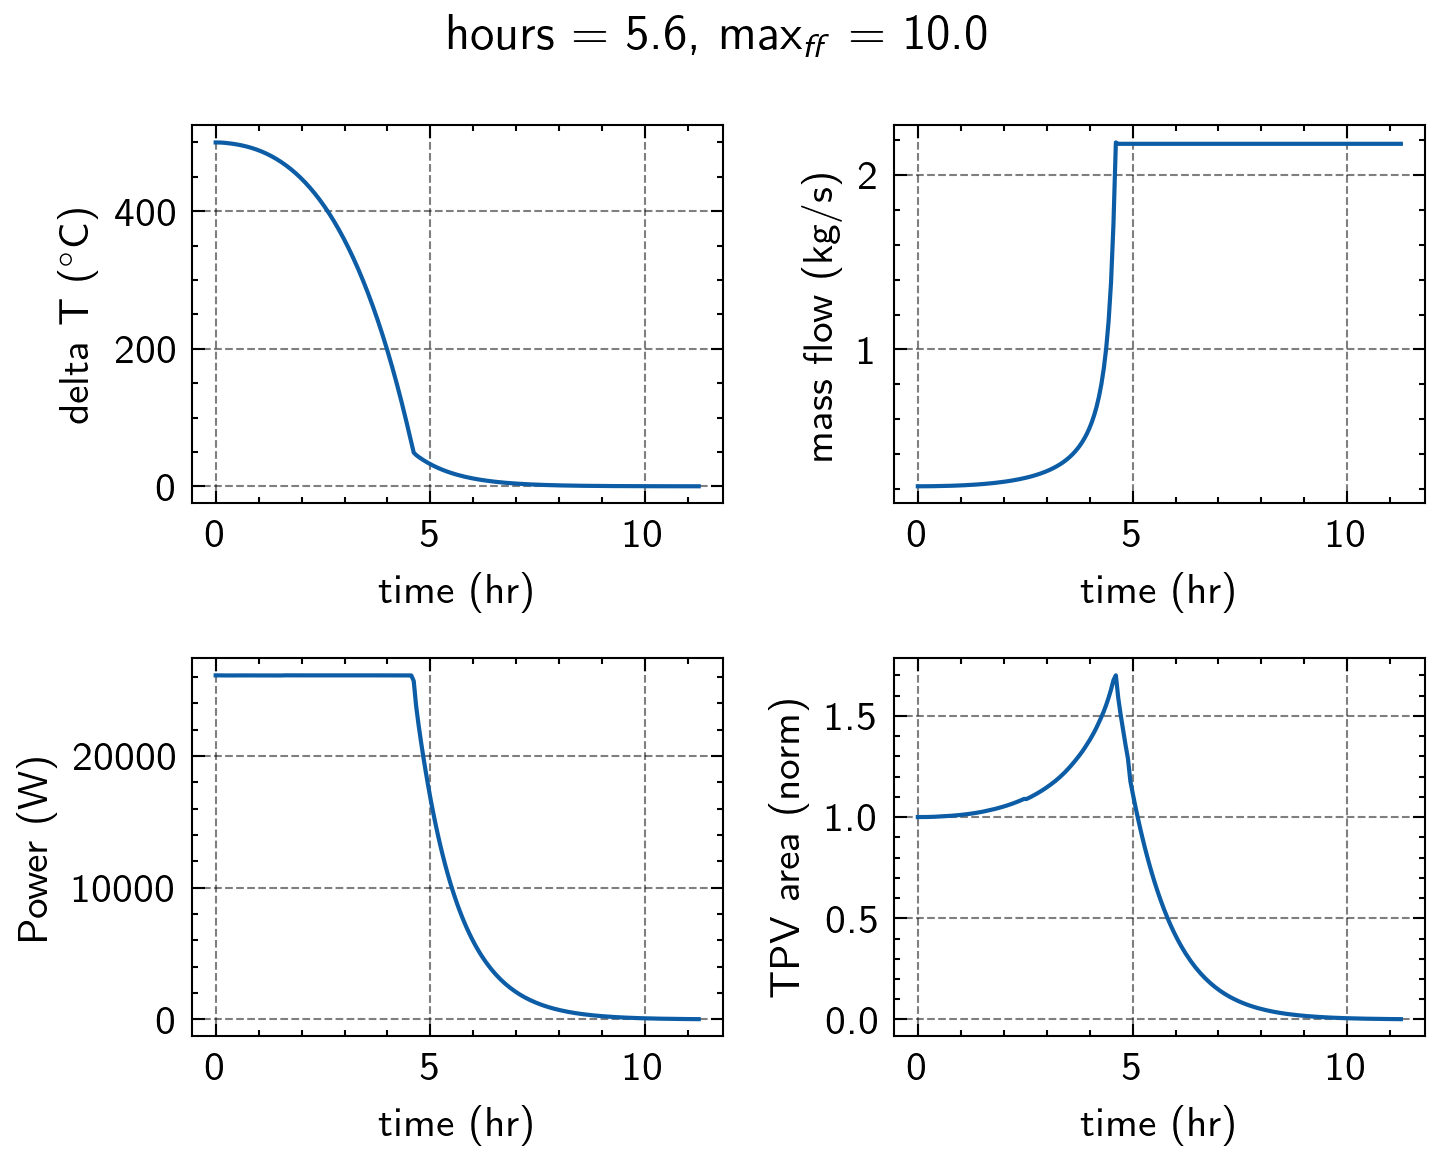 hours = 5.6, max_ff = 10.0
delta T (°C)
400
200
0
0 5 10
time (hr)
mass flow (kg/s)
2
1
0 5 10
time (hr)
Power (W)
20000
10000
0
0 5 10
time (hr)
TPV area (norm)
1.5
1.0
0.5
0.0
0 5 10
time (hr)